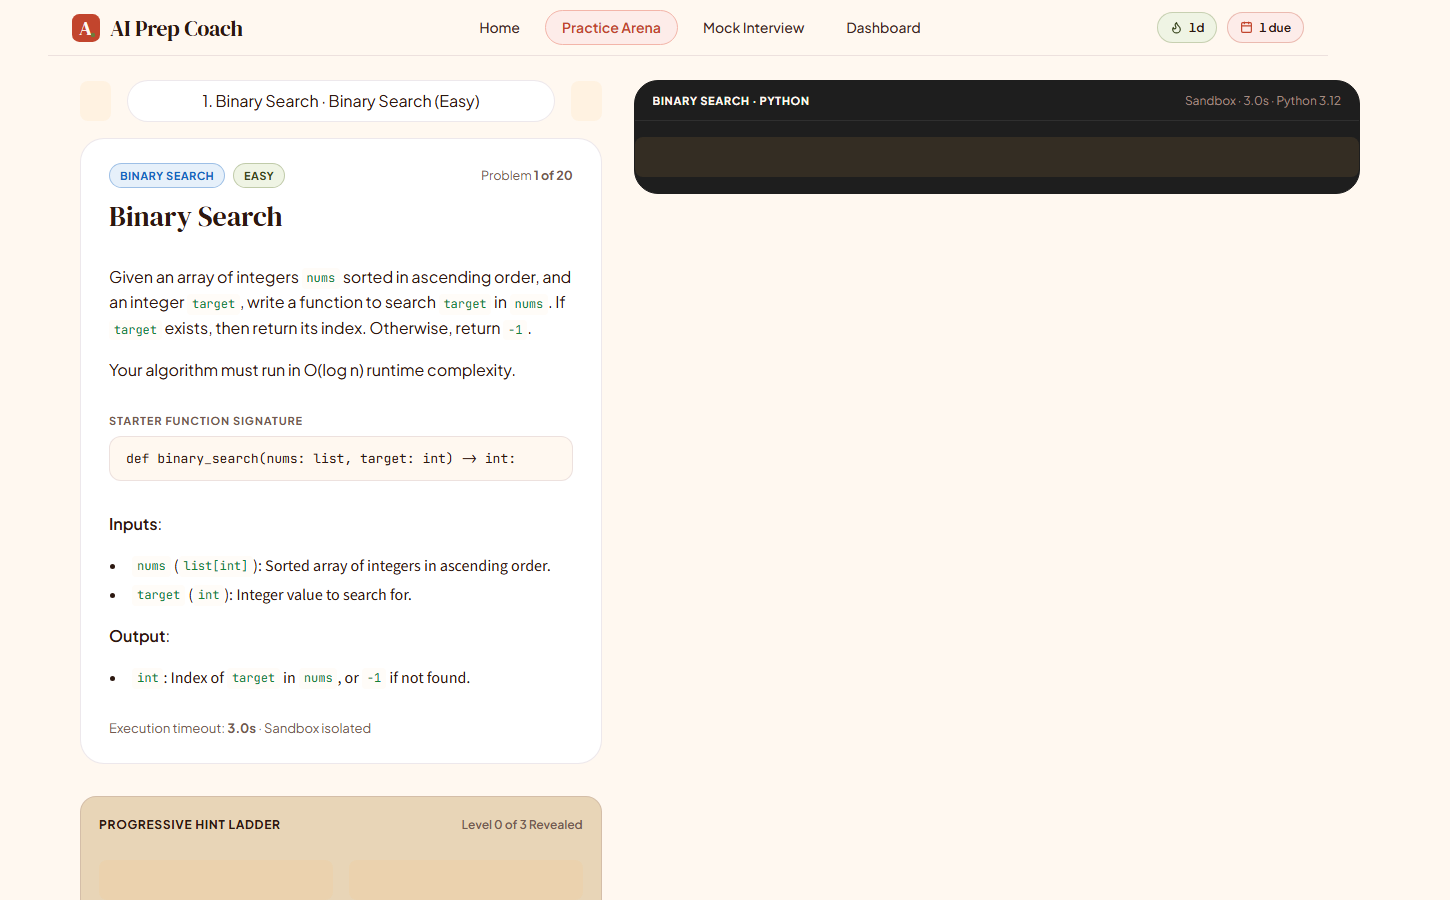 A AI Prep Coach
Home Practice Arena Mock Interview Dashboard
1d 1 due
1. Binary Search · Binary Search (Easy)
BINARY SEARCH EASY Problem 1 of 20
Binary Search
Given an array of integers nums sorted in ascending order, and
an integer target , write a function to search target in nums . If
target exists, then return its index. Otherwise, return -1 .
Your algorithm must run in O(log n) runtime complexity.
STARTER FUNCTION SIGNATURE
def binary_search(nums: list, target: int) -> int:
Inputs:
• nums ( list[int] ): Sorted array of integers in ascending order.
• target ( int ): Integer value to search for.
Output:
• int : Index of target in nums , or -1 if not found.
Execution timeout: 3.0s · Sandbox isolated
PROGRESSIVE HINT LADDER Level 0 of 3 Revealed
BINARY SEARCH · PYTHON Sandbox · 3.0s · Python 3.12